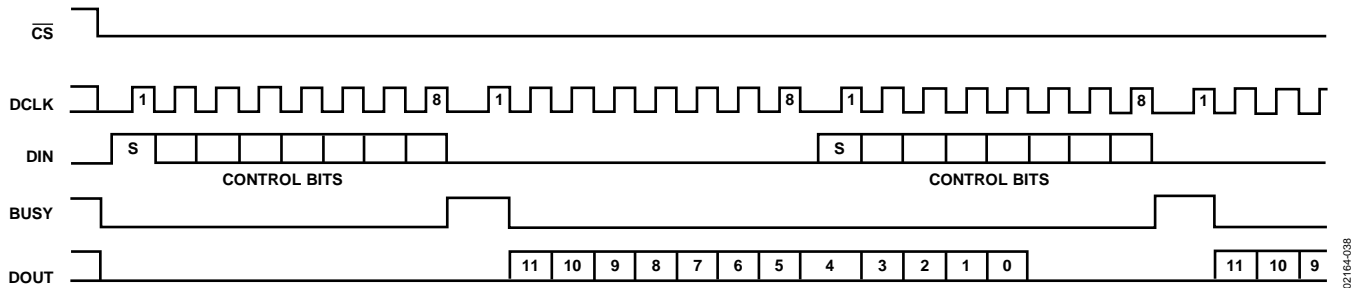 CS
DCLK 1 8 1 8 1 8 1
DIN S S
CONTROL BITS CONTROL BITS
BUSY
DOUT 11 10 9 8 7 6 5 4 3 2 1 0 11 10 9
02164-038